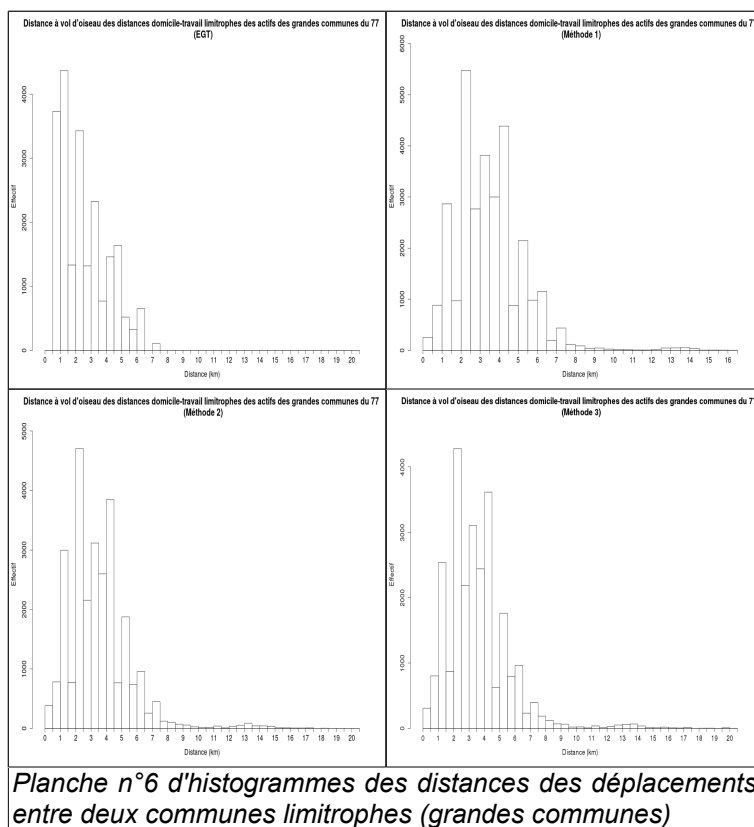 Distance à vol d'oiseau des distances domicile-travail limitrophes des actifs des grandes communes du 77
(EGT)
Effectif
0 1000 2000 3000 4000
0 1 2 3 4 5 6 7 8 9 10 11 12 13 14 15 16 17 18 19 20
Distance (km)
Distance à vol d'oiseau des distances domicile-travail limitrophes des actifs des grandes communes du 7
(Méthode 1)
Effectif
0 1000 2000 3000 4000 5000 6000
0 1 2 3 4 5 6 7 8 9 10 11 12 13 14 15 16
Distance (km)
Distance à vol d'oiseau des distances domicile-travail limitrophes des actifs des grandes communes du 77
(Méthode 2)
Effectif
0 1000 2000 3000 4000 5000
0 1 2 3 4 5 6 7 8 9 10 11 12 13 14 15 16 17 18 19 20
Distance (km)
Distance à vol d'oiseau des distances domicile-travail limitrophes des actifs des grandes communes du 7
(Méthode 3)
Effectif
0 1000 2000 3000 4000
0 1 2 3 4 5 6 7 8 9 10 11 12 13 14 15 16 17 18 19 20
Distance (km)
Planche n°6 d'histogrammes des distances des déplacements
entre deux communes limitrophes (grandes communes)